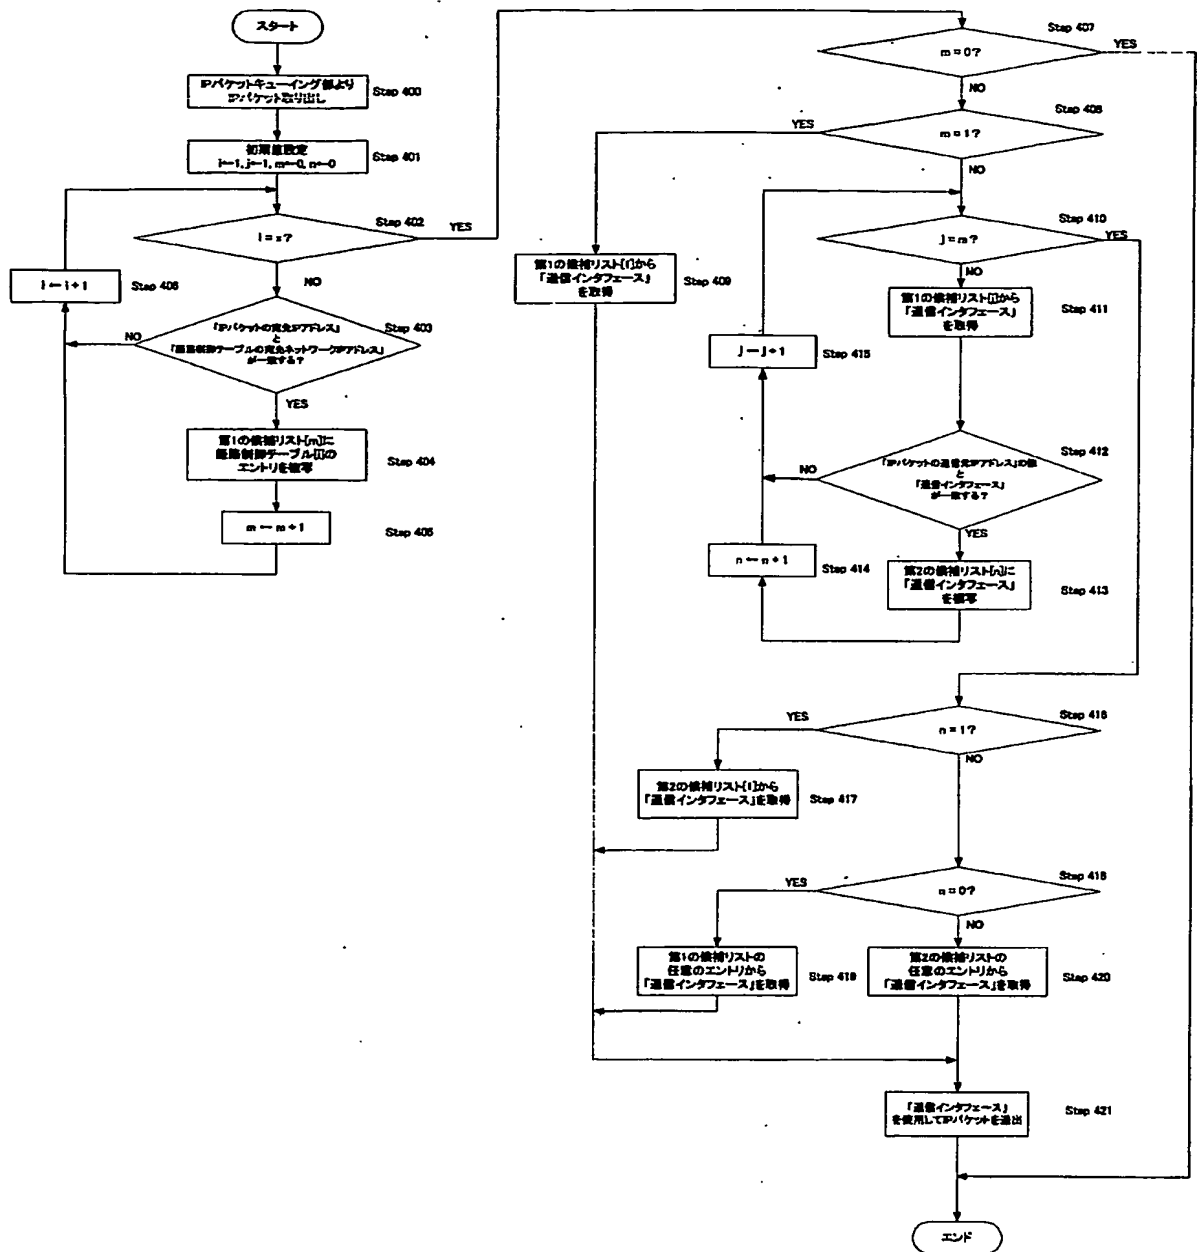 スタート
IPパケットキューイング部より
IPパケット取り出し
Step 400
初期値設定
i←1, j←1, m←0, n←0
Step 401
Step 402
i = z?
YES
NO
i ← i + 1
Step 406
「IPパケットの宛先IPアドレス」
と
「経路制御テーブルの宛先ネットワークIPアドレス」
が一致する?
Step 403
NO
YES
第1の候補リスト[m]に
経路制御テーブル[i]の
エントリを複写
Step 404
m ← m + 1
Step 405
Step 407
m = 0?
YES
NO
Step 408
m = 1?
YES
NO
第1の候補リスト[1]から
「通信インタフェース」
を取得
Step 409
Step 410
j = m?
YES
NO
第1の候補リスト[j]から
「通信インタフェース」
を取得
Step 411
j ← j + 1
Step 415
Step 412
「IPパケットの送信元IPアドレス」の値
と
「通信インタフェース」
が一致する?
NO
YES
n ← n + 1
Step 414
第2の候補リスト[n]に
「通信インタフェース」
を複写
Step 413
Step 416
n = 1?
YES
NO
第2の候補リスト[1]から
「通信インタフェース」を取得
Step 417
Step 418
n = 0?
YES
NO
第1の候補リストの
任意のエントリから
「通信インタフェース」を取得
Step 419
第2の候補リストの
任意のエントリから
「通信インタフェース」を取得
Step 420
「通信インタフェース」
を使用してIPパケットを送出
Step 421
エンド